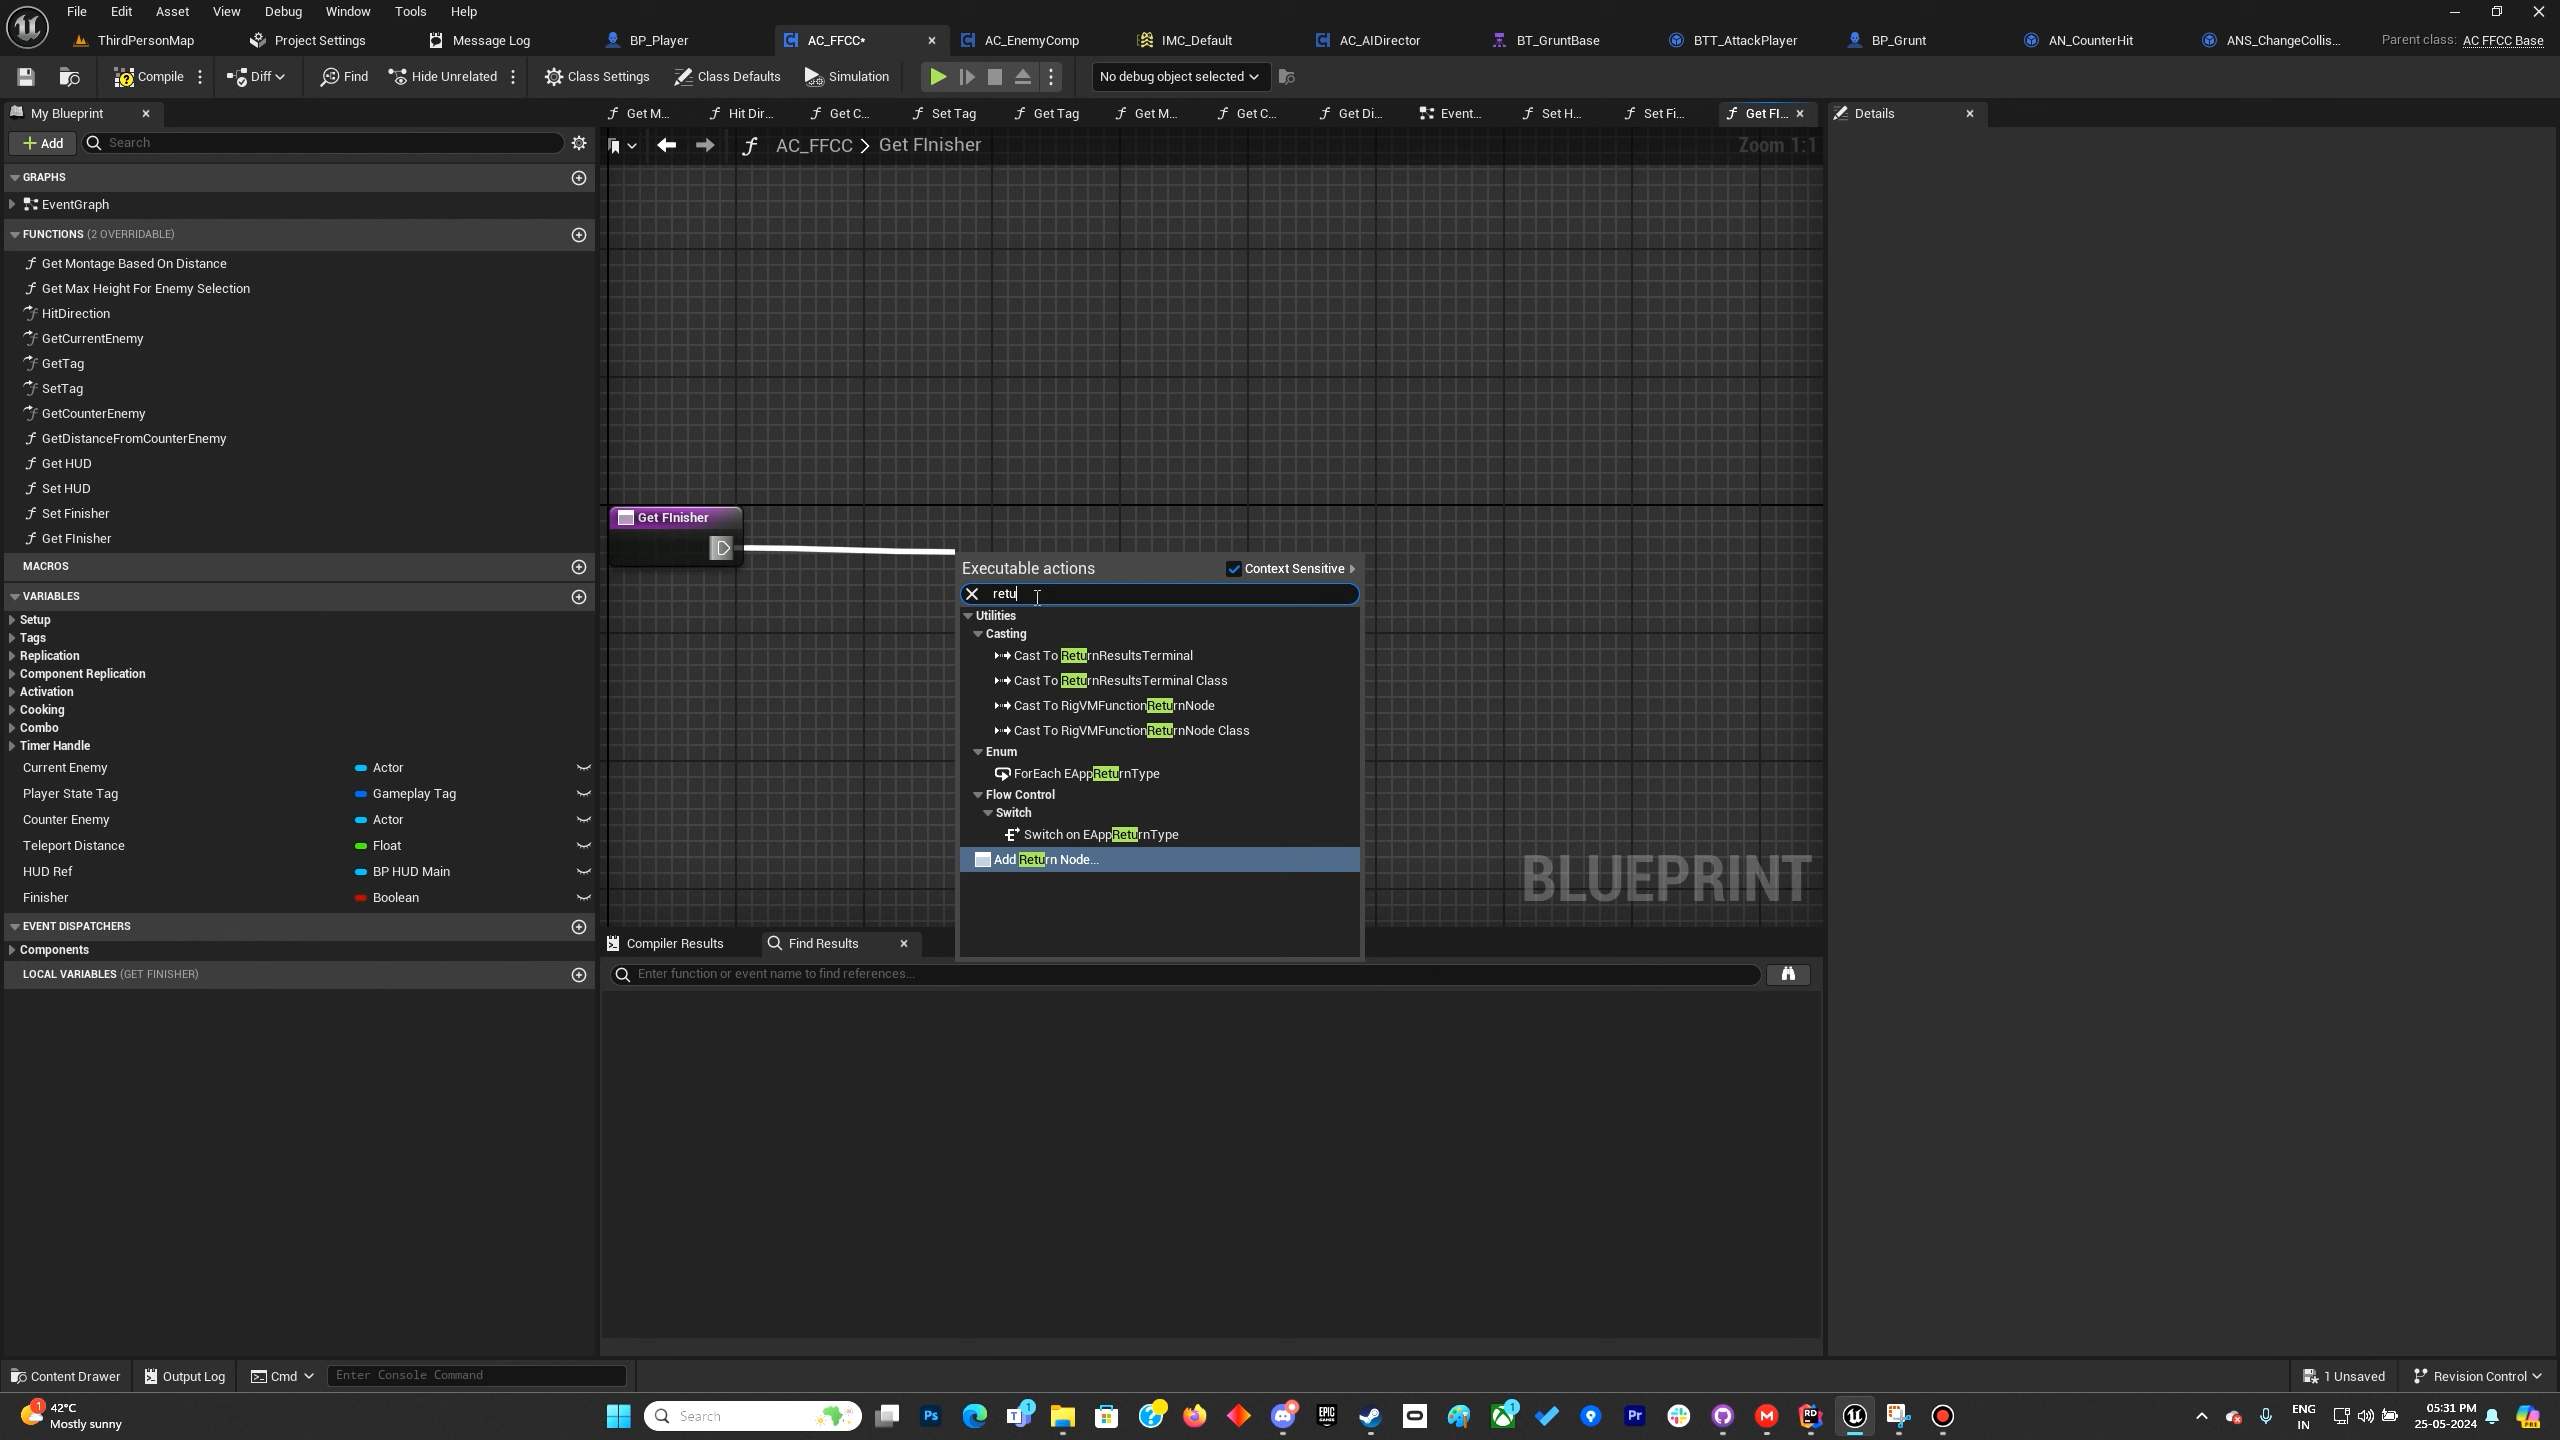 File Edit Asset View Debug Window Tools Help
ThirdPersonMap Project Settings Message Log BP_Player AC_FFCC* AC_EnemyComp IMC_Default AC_AIDirector BT_GruntBase BTT_AttackPlayer BP_Grunt AN_CounterHit ANS_ChangeCollis... Parent class: AC FFCC Base
Compile Diff Find Hide Unrelated Class Settings Class Defaults Simulation No debug object selected
My Blueprint Get M... Hit Dir... Get C... Set Tag Get Tag Get M... Get C... Get Di... Event... Set H... Set Fi... Get FI... Details
Add Search AC_FFCC > Get FInisher Zoom 1:1
GRAPHS
EventGraph
FUNCTIONS (2 OVERRIDABLE)
Get Montage Based On Distance
Get Max Height For Enemy Selection
HitDirection
GetCurrentEnemy
GetTag
SetTag
GetCounterEnemy
GetDistanceFromCounterEnemy
Get HUD
Set HUD
Set Finisher
Get FInisher
MACROS
VARIABLES
Setup
Tags
Replication
Component Replication
Activation
Cooking
Combo
Timer Handle
Current Enemy Actor
Player State Tag Gameplay Tag
Counter Enemy Actor
Teleport Distance Float
HUD Ref BP HUD Main
Finisher Boolean
EVENT DISPATCHERS
Components
LOCAL VARIABLES (GET FINISHER)
Get FInisher
Executable actions Context Sensitive
retu
Utilities
Casting
Cast To ReturnResultsTerminal
Cast To ReturnResultsTerminal Class
Cast To RigVMFunctionReturnNode
Cast To RigVMFunctionReturnNode Class
Enum
ForEach EAppReturnType
Flow Control
Switch
Switch on EAppReturnType
Add Return Node...
BLUEPRINT
Compiler Results Find Results
Enter function or event name to find references...
Content Drawer Output Log Cmd Enter Console Command 1 Unsaved Revision Control
1 42°C
Mostly sunny
Search
ENG
IN
05:31 PM
25-05-2024